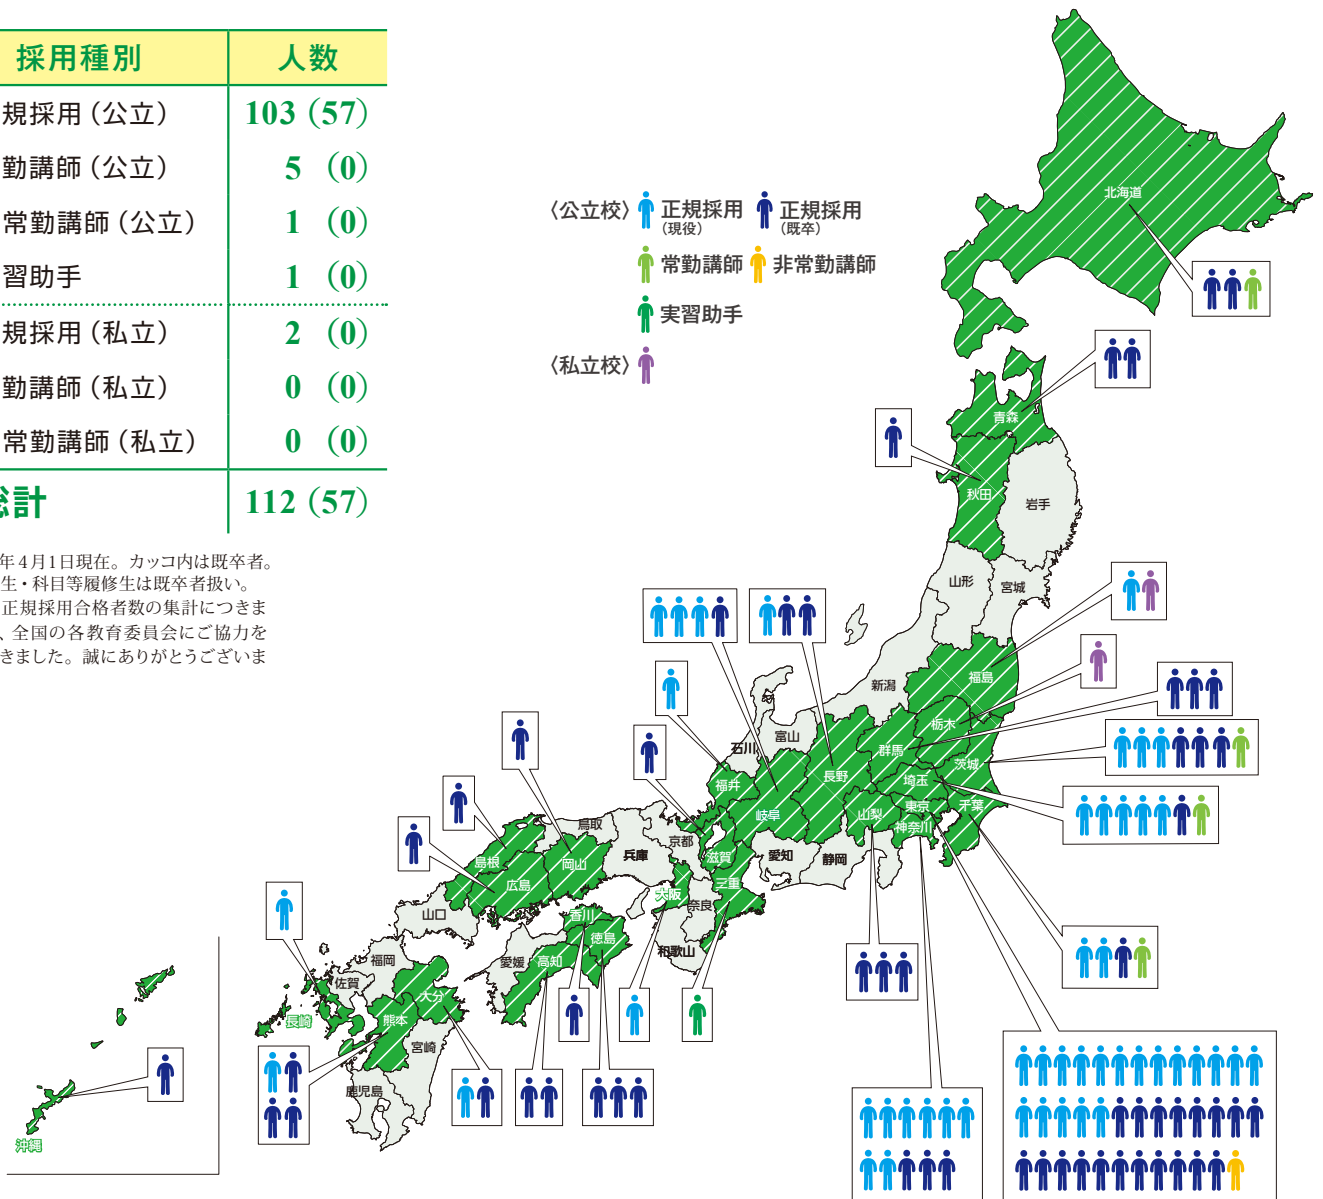 採用種別 人数
規採用（公立） 103（57）
勤講師（公立） 5（0）
常勤講師（公立） 1（0）
習助手 1（0）
規採用（私立） 2（0）
勤講師（私立） 0（0）
常勤講師（私立） 0（0）
総計 112（57）
年4月1日現在。カッコ内は既卒者。
生・科目等履修生は既卒者扱い。
正規採用合格者数の集計につきま
、全国の各教育委員会にご協力を
きました。誠にありがとうございま
〈公立校〉 正規採用（現役） 正規採用（既卒）
常勤講師 非常勤講師
実習助手
〈私立校〉
北海道
青森
秋田
岩手
山形
宮城
福島
新潟
栃木
群馬
茨城
埼玉
東京
千葉
神奈川
山梨
長野
富山
石川
福井
岐阜
静岡
愛知
三重
滋賀
京都
兵庫
大阪
奈良
和歌山
鳥取
島根
岡山
広島
山口
香川
徳島
高知
愛媛
福岡
佐賀
長崎
大分
熊本
宮崎
鹿児島
沖縄